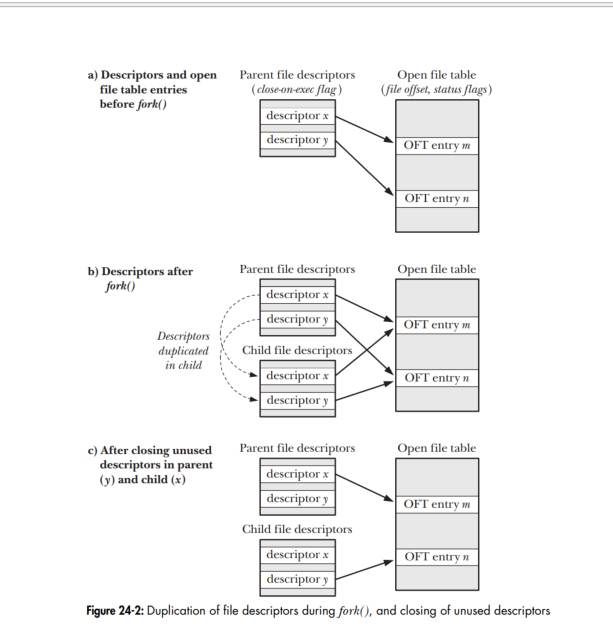 a) Descriptors and open
file table entries
before fork()
Parent file descriptors
(close-on-exec flag)
descriptor x
descriptor y
Open file table
(file offset, status flags)
OFT entry m
OFT entry n
b) Descriptors after
fork()
Descriptors
duplicated
in child
Parent file descriptors
descriptor x
descriptor y
Child file descriptors
descriptor x
descriptor y
Open file table
OFT entry m
OFT entry n
c) After closing unused
descriptors in parent
(y) and child (x)
Parent file descriptors
descriptor x
descriptor y
Child file descriptors
descriptor x
descriptor y
Open file table
OFT entry m
OFT entry n
Figure 24-2: Duplication of file descriptors during fork(), and closing of unused descriptors